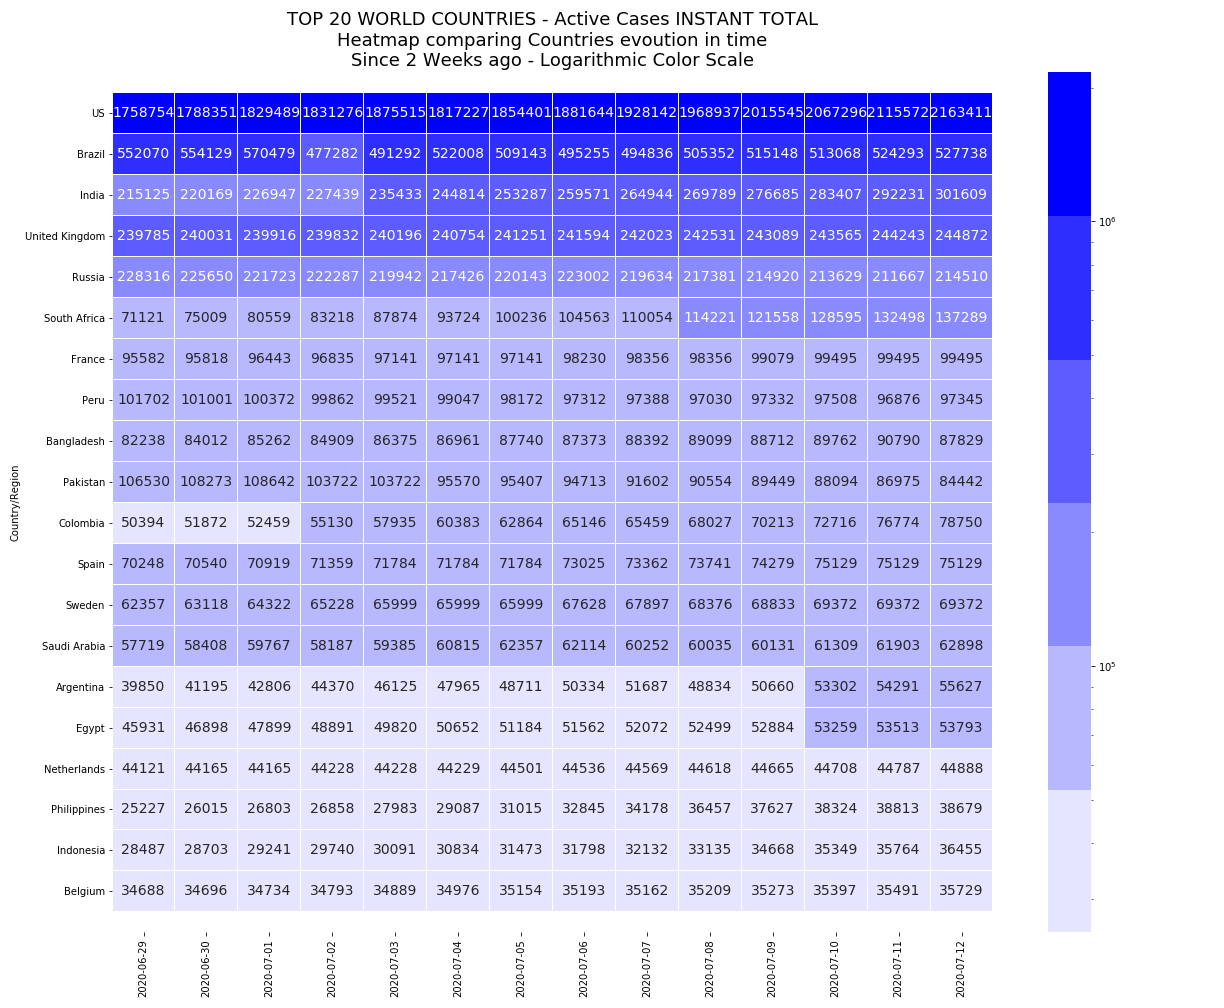 TOP 20 WORLD COUNTRIES - Active Cases INSTANT TOTAL
Heatmap comparing Countries evoution in time
Since 2 Weeks ago - Logarithmic Color Scale
Country/Region
US 1758754 1788351 1829489 1831276 1875515 1817227 1854401 1881644 1928142 1968937 2015545 2067296 2115572 2163411
Brazil 552070 554129 570479 477282 491292 522008 509143 495255 494836 505352 515148 513068 524293 527738
India 215125 220169 226947 227439 235433 244814 253287 259571 264944 269789 276685 283407 292231 301609
United Kingdom 239785 240031 239916 239832 240196 240754 241251 241594 242023 242531 243089 243565 244243 244872
Russia 228316 225650 221723 222287 219942 217426 220143 223002 219634 217381 214920 213629 211667 214510
South Africa 71121 75009 80559 83218 87874 93724 100236 104563 110054 114221 121558 128595 132498 137289
France 95582 95818 96443 96835 97141 97141 97141 98230 98356 98356 99079 99495 99495 99495
Peru 101702 101001 100372 99862 99521 99047 98172 97312 97388 97030 97332 97508 96876 97345
Bangladesh 82238 84012 85262 84909 86375 86961 87740 87373 88392 89099 88712 89762 90790 87829
Pakistan 106530 108273 108642 103722 103722 95570 95407 94713 91602 90554 89449 88094 86975 84442
Colombia 50394 51872 52459 55130 57935 60383 62864 65146 65459 68027 70213 72716 76774 78750
Spain 70248 70540 70919 71359 71784 71784 71784 73025 73362 73741 74279 75129 75129 75129
Sweden 62357 63118 64322 65228 65999 65999 65999 67628 67897 68376 68833 69372 69372 69372
Saudi Arabia 57719 58408 59767 58187 59385 60815 62357 62114 60252 60035 60131 61309 61903 62898
Argentina 39850 41195 42806 44370 46125 47965 48711 50334 51687 48834 50660 53302 54291 55627
Egypt 45931 46898 47899 48891 49820 50652 51184 51562 52072 52499 52884 53259 53513 53793
Netherlands 44121 44165 44165 44228 44228 44229 44501 44536 44569 44618 44665 44708 44787 44888
Philippines 25227 26015 26803 26858 27983 29087 31015 32845 34178 36457 37627 38324 38813 38679
Indonesia 28487 28703 29241 29740 30091 30834 31473 31798 32132 33135 34668 35349 35764 36455
Belgium 34688 34696 34734 34793 34889 34976 35154 35193 35162 35209 35273 35397 35491 35729
2020-06-29 2020-06-30 2020-07-01 2020-07-02 2020-07-03 2020-07-04 2020-07-05 2020-07-06 2020-07-07 2020-07-08 2020-07-09 2020-07-10 2020-07-11 2020-07-12
10⁶
10⁵